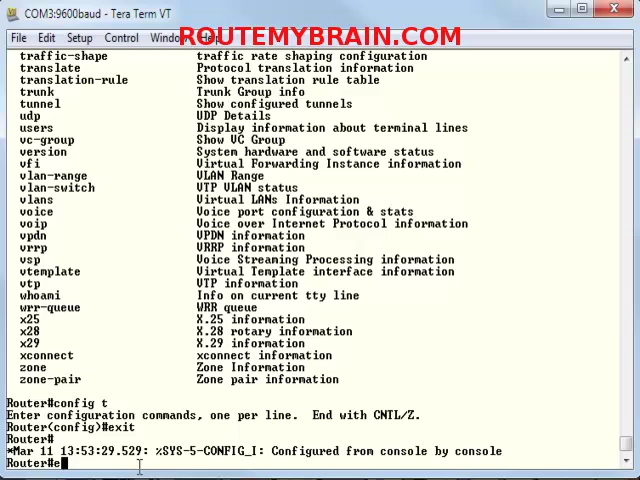 COM3:9600baud - Tera Term VT
File Edit Setup Control Windo
ROUTEMYBRAIN.COM
traffic-shape traffic rate shaping configuration
translate Protocol translation information
translation-rule Show translation rule table
trunk Trunk Group info
tunnel Show configured tunnels
udp UDP Details
users Display information about terminal lines
vc-group Show VC Group
version System hardware and software status
vfi Virtual Forwarding Instance information
vlan-range VLAN Range
vlan-switch VTP VLAN status
vlans Virtual LANs Information
voice Voice port configuration & stats
voip Voice over Internet Protocol information
vpdn VPDN information
vrrp VRRP information
vsp Voice Streaming Processing information
vtemplate Virtual Template interface information
vtp VTP information
whoami Info on current tty line
wrr-queue WRR queue
x25 X.25 information
x28 X.28 rotary information
x29 X.29 information
xconnect xconnect information
zone Zone Information
zone-pair Zone pair information
Router#config t
Enter configuration commands, one per line. End with CNTL/Z.
Router(config)#exit
Router#
*Mar 11 13:53:29.529: %SYS-5-CONFIG_I: Configured from console by console
Router#e